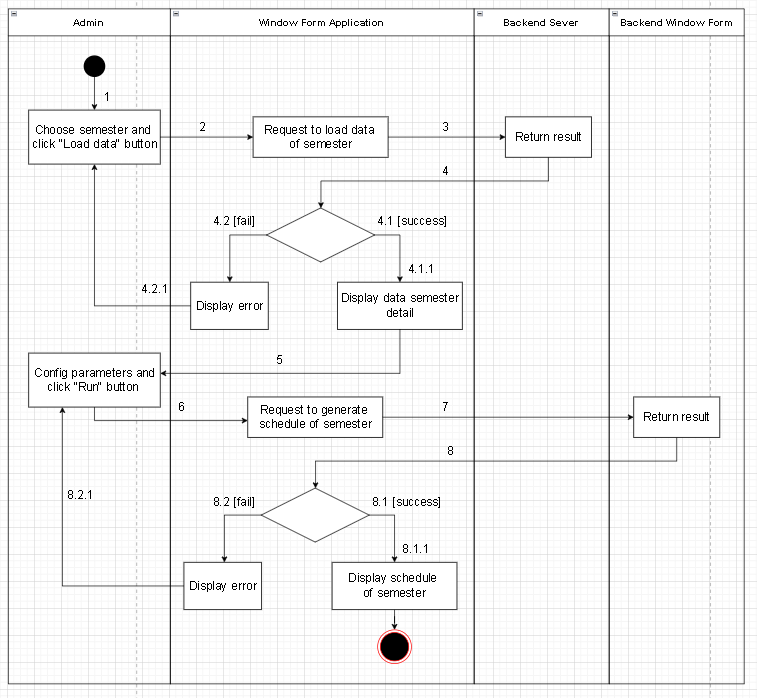 Admin
Window Form Application
Backend Sever
Backend Window Form
1
Choose semester and
click "Load data" button
2
Request to load data
of semester
3
Return result
4
4.2 [fail]
4.1 [success]
4.1.1
4.2.1
Display error
Display data semester
detail
5
Config parameters and
click "Run" button
6
Request to generate
schedule of semester
7
Return result
8
8.2 [fail]
8.1 [success]
8.2.1
8.1.1
Display error
Display schedule
of semester